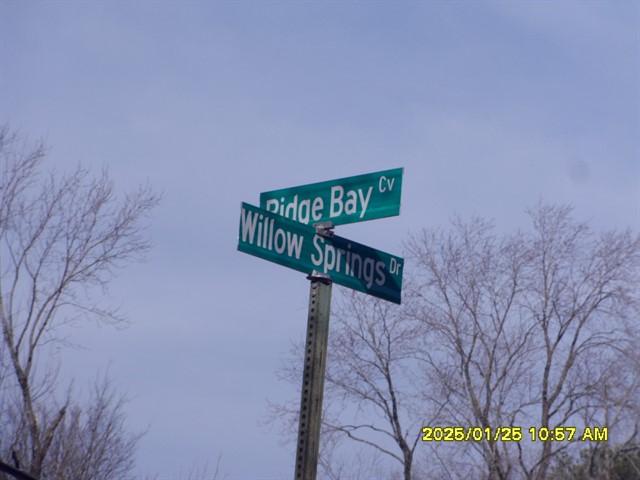 Ridge Bay Cv
Willow Springs Dr
2025/01/25 10:57 AM